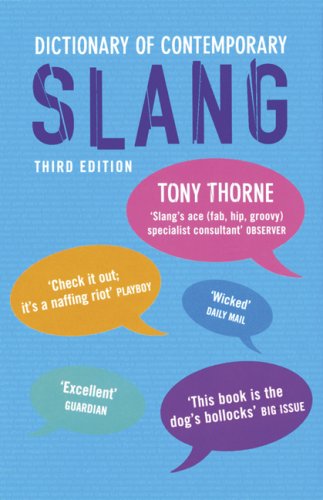 DICTIONARY OF CONTEMPORARY
SLANG
THIRD EDITION
TONY THORNE
‘Slang’s ace (fab, hip, groovy)
specialist consultant’ OBSERVER
‘Check it out;
it’s a naffing riot’ PLAYBOY
‘Wicked’
DAILY MAIL
‘Excellent’
GUARDIAN
‘This book is the
dog’s bollocks’ BIG ISSUE